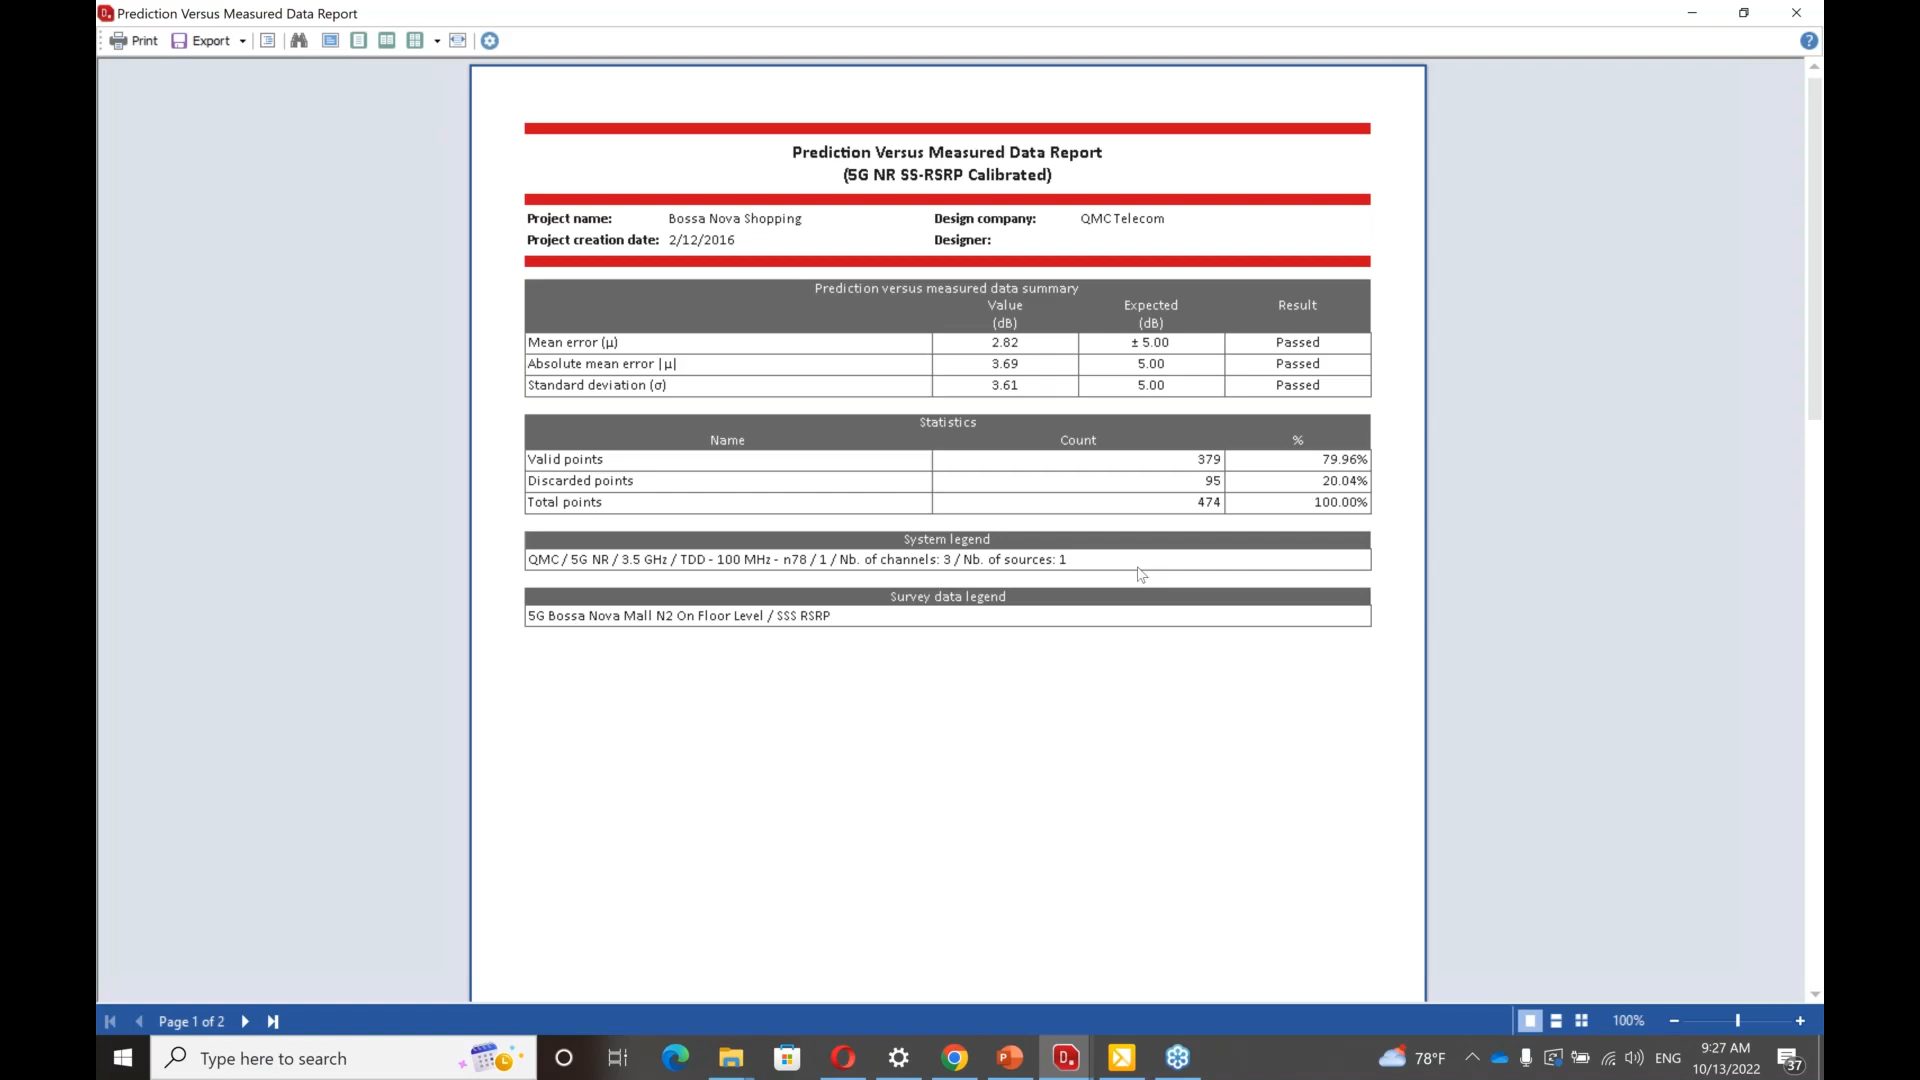 D. Prediction Versus Measured Data Report
Print Export
Prediction Versus Measured Data Report
(5G NR SS-RSRP Calibrated)
Project name: Bossa Nova Shopping Design company: QMC Telecom
Project creation date: 2/12/2016 Designer:
Prediction versus measured data summary
Value Expected Result
(dB) (dB)
Mean error (μ) 2.82 ± 5.00 Passed
Absolute mean error |μ| 3.69 5.00 Passed
Standard deviation (σ) 3.61 5.00 Passed
Statistics
Name Count %
Valid points 379 79.96%
Discarded points 95 20.04%
Total points 474 100.00%
System legend
QMC / 5G NR / 3.5 GHz / TDD - 100 MHz - n78 / 1 / Nb. of channels: 3 / Nb. of sources: 1
Survey data legend
5G Bossa Nova Mall N2 On Floor Level / SSS RSRP
Page 1 of 2 100%
Type here to search 78°F ENG 9:27 AM
10/13/2022 37